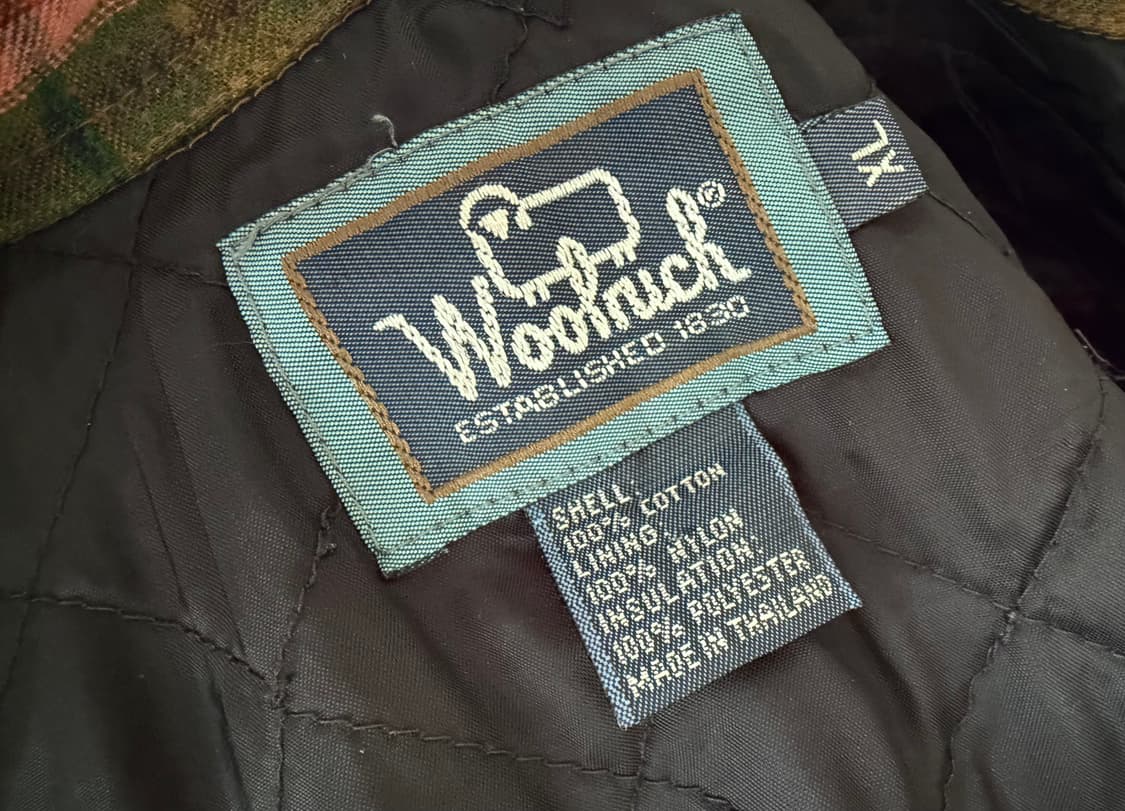 Woolrich®
ESTABLISHED 1830
XL
SHELL:
100% COTTON
LINING:
100% NYLON
INSULATION:
100% POLYESTER
MADE IN THAILAND